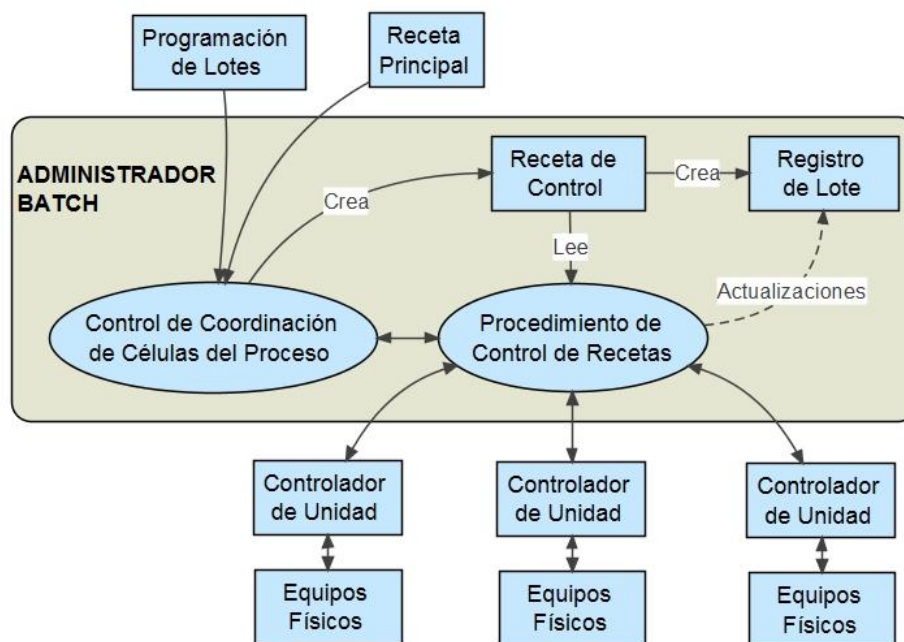 Programación
de Lotes
Receta
Principal
ADMINISTRADOR
BATCH
Receta de
Control
Crea
Registro
de Lote
Crea
Lee
Actualizaciones
Control de Coordinación
de Células del Proceso
Procedimiento de
Control de Recetas
Controlador
de Unidad
Controlador
de Unidad
Controlador
de Unidad
Equipos
Físicos
Equipos
Físicos
Equipos
Físicos